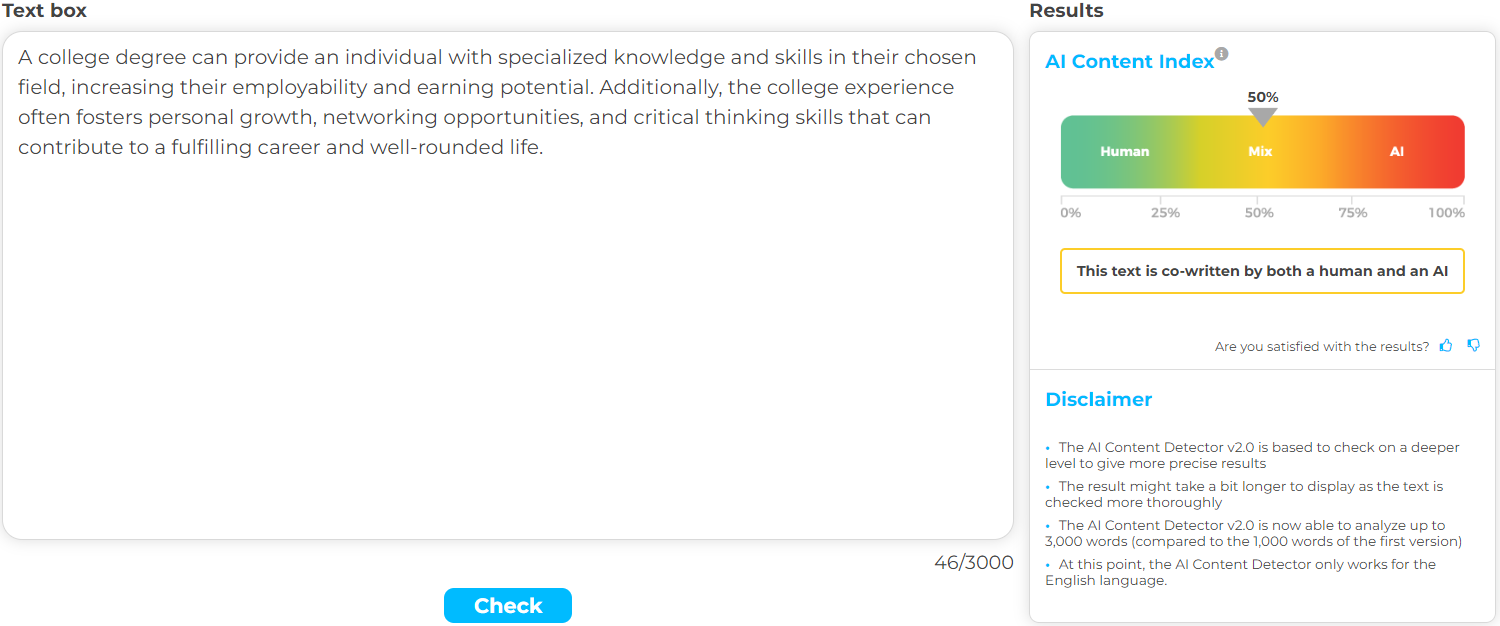 Text box
A college degree can provide an individual with specialized knowledge and skills in their chosen
field, increasing their employability and earning potential. Additionally, the college experience
often fosters personal growth, networking opportunities, and critical thinking skills that can
contribute to a fulfilling career and well-rounded life.
46/3000
Check
Results
AI Content Index
50%
Human Mix AI
0% 25% 50% 75% 100%
This text is co-written by both a human and an AI
Are you satisfied with the results?
Disclaimer
• The AI Content Detector v2.0 is based to check on a deeper
level to give more precise results
• The result might take a bit longer to display as the text is
checked more thoroughly
• The AI Content Detector v2.0 is now able to analyze up to
3,000 words (compared to the 1,000 words of the first version)
• At this point, the AI Content Detector only works for the
English language.